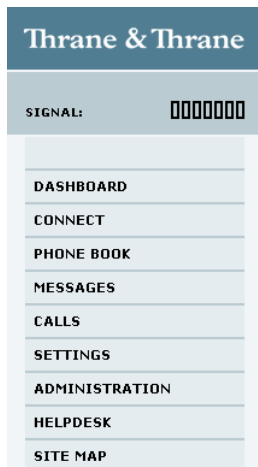 Thrane & Thrane
SIGNAL:
DASHBOARD
CONNECT
PHONE BOOK
MESSAGES
CALLS
SETTINGS
ADMINISTRATION
HELPDESK
SITE MAP